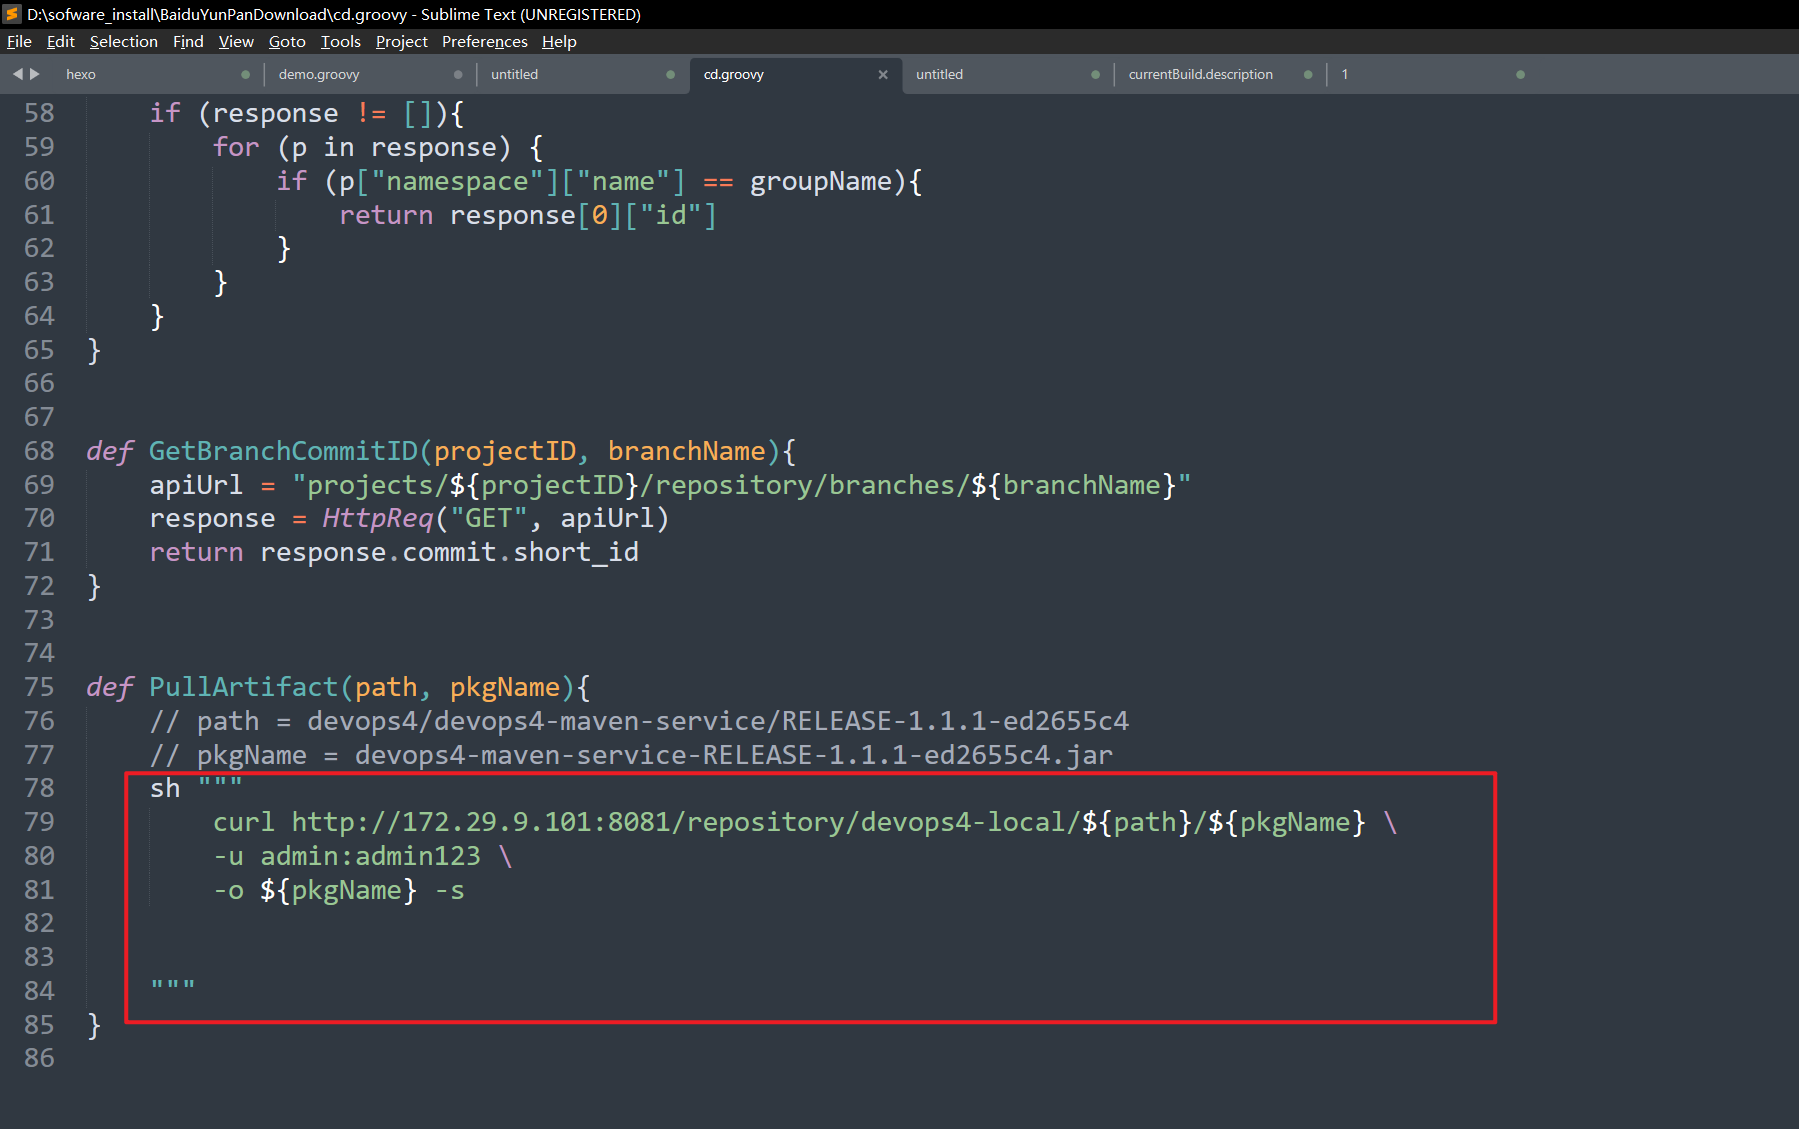 D:\sofware_install\BaiduYunPanDownload\cd.groovy - Sublime Text (UNREGISTERED)
File Edit Selection Find View Goto Tools Project Preferences Help
hexo demo.groovy untitled cd.groovy untitled currentBuild.description 1
58 if (response != []){
59 for (p in response) {
60 if (p["namespace"]["name"] == groupName){
61 return response[0]["id"]
62 }
63 }
64 }
65 }
66
67
68 def GetBranchCommitID(projectID, branchName){
69 apiUrl = "projects/${projectID}/repository/branches/${branchName}"
70 response = HttpReq("GET", apiUrl)
71 return response.commit.short_id
72 }
73
74
75 def PullArtifact(path, pkgName){
76 // path = devops4/devops4-maven-service/RELEASE-1.1.1-ed2655c4
77 // pkgName = devops4-maven-service-RELEASE-1.1.1-ed2655c4.jar
78 sh """
79 curl http://172.29.9.101:8081/repository/devops4-local/${path}/${pkgName} \
80 -u admin:admin123 \
81 -o ${pkgName} -s
82
83
84 """
85 }
86